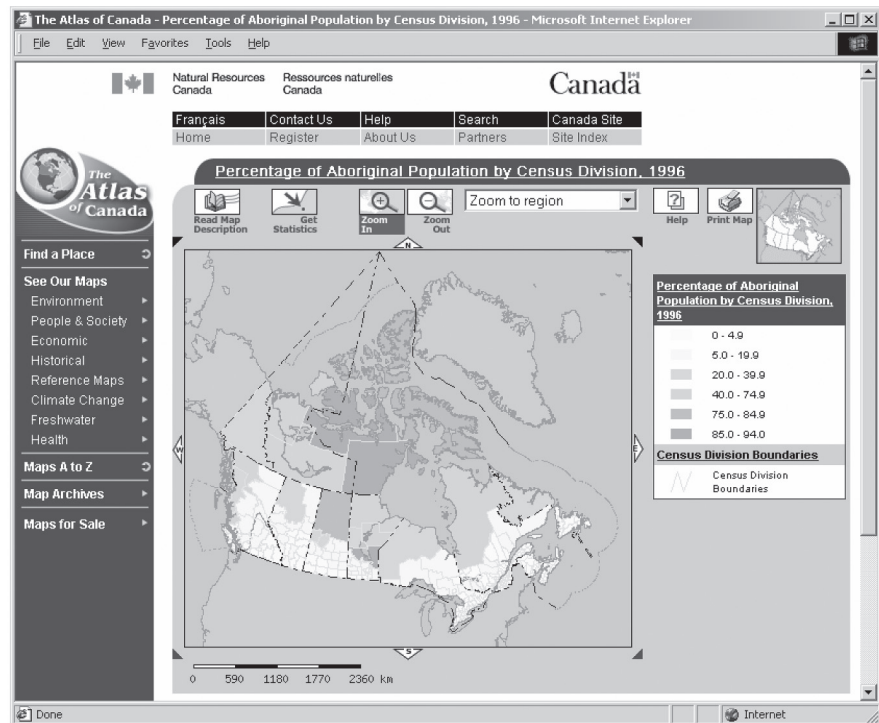 The Atlas of Canada - Percentage of Aboriginal Population by Census Division, 1996 - Microsoft Internet Explorer
File Edit View Favorites Tools Help
Natural Resources Canada
Ressources naturelles Canada
Canada
Français Contact Us Help Search Canada Site
Home Register About Us Partners Site Index
The Atlas of Canada
Percentage of Aboriginal Population by Census Division, 1996
Read Map Description
Get Statistics
Zoom In
Zoom Out
Zoom to region
Help
Print Map
Find a Place
See Our Maps
Environment
People & Society
Economic
Historical
Reference Maps
Climate Change
Freshwater
Health
Maps A to Z
Map Archives
Maps for Sale
N
W
E
S
Percentage of Aboriginal
Population by Census Division,
1996
0 - 4.9
5.0 - 19.9
20.0 - 39.9
40.0 - 74.9
75.0 - 84.9
85.0 - 94.0
Census Division Boundaries
Census Division
Boundaries
0 590 1180 1770 2360 km
Done
Internet